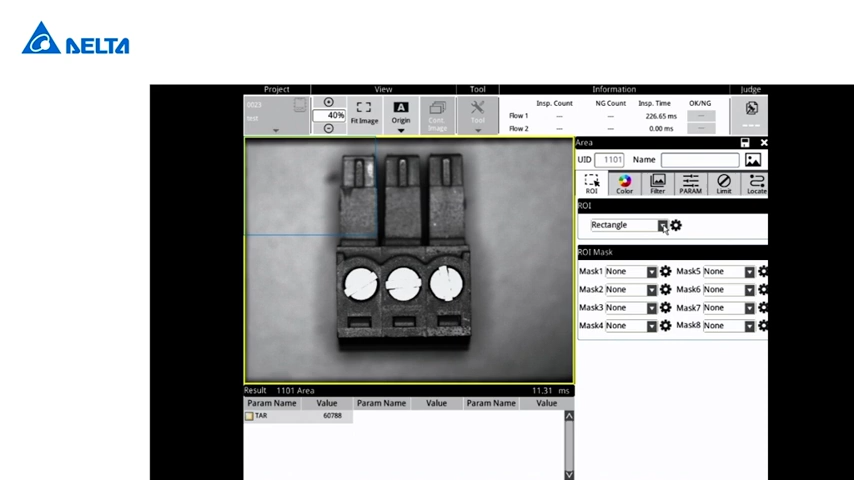 DELTA
Project View Tool Information Judge
0023
test
40%
Fit Image
Origin
Cont. Image
Tool
Insp. Count NG Count Insp. Time OK/NG
Flow 1 — — 226.65 ms —
Flow 2 — — 0.00 ms —
Area
UID 1101 Name
ROI Color Filter PARAM Limit Locate
ROI
Rectangle
ROI Mask
Mask1 None Mask5 None
Mask2 None Mask6 None
Mask3 None Mask7 None
Mask4 None Mask8 None
Result 1101 Area 11.31 ms
Param Name Value Param Name Value Param Name Value
TAR 60788